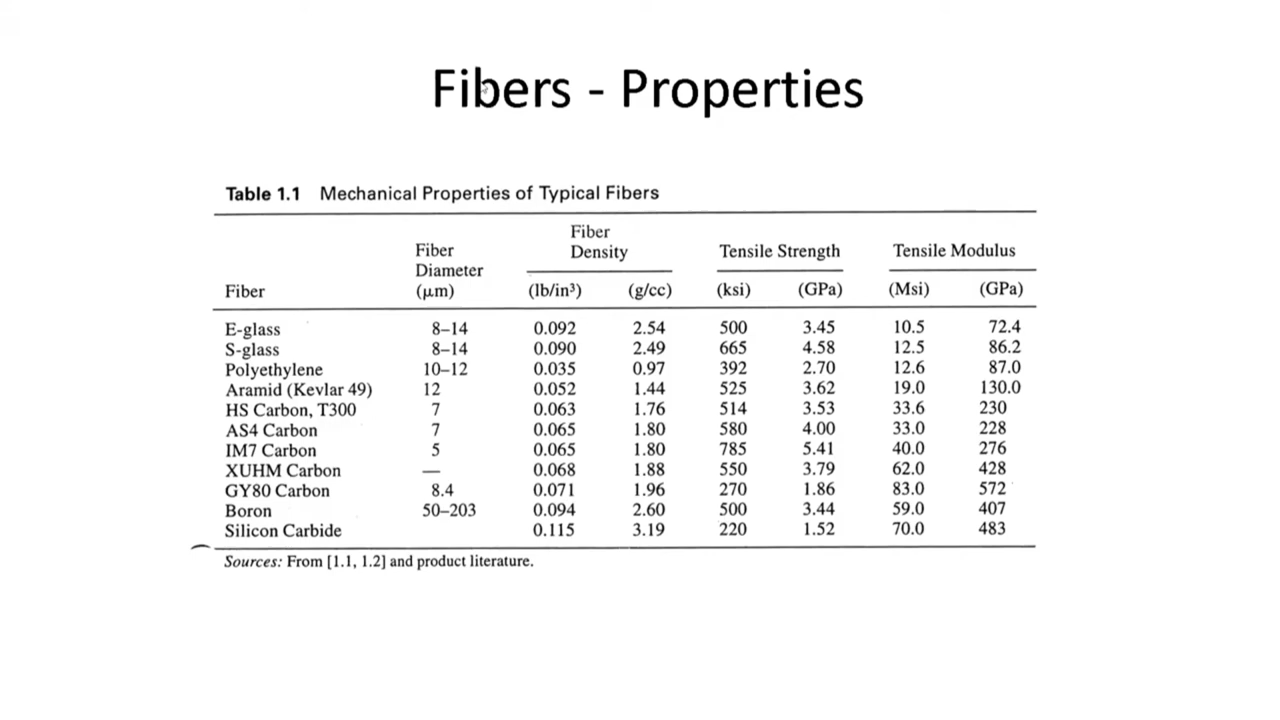 Fibers - Properties
Table 1.1 Mechanical Properties of Typical Fibers
Fiber Fiber Diameter (μm) Fiber Density Tensile Strength Tensile Modulus
(lb/in³) (g/cc) (ksi) (GPa) (Msi) (GPa)
E-glass 8–14 0.092 2.54 500 3.45 10.5 72.4
S-glass 8–14 0.090 2.49 665 4.58 12.5 86.2
Polyethylene 10–12 0.035 0.97 392 2.70 12.6 87.0
Aramid (Kevlar 49) 12 0.052 1.44 525 3.62 19.0 130.0
HS Carbon, T300 7 0.063 1.76 514 3.53 33.6 230
AS4 Carbon 7 0.065 1.80 580 4.00 33.0 228
IM7 Carbon 5 0.065 1.80 785 5.41 40.0 276
XUHM Carbon — 0.068 1.88 550 3.79 62.0 428
GY80 Carbon 8.4 0.071 1.96 270 1.86 83.0 572
Boron 50–203 0.094 2.60 500 3.44 59.0 407
Silicon Carbide 0.115 3.19 220 1.52 70.0 483
Sources: From [1.1, 1.2] and product literature.